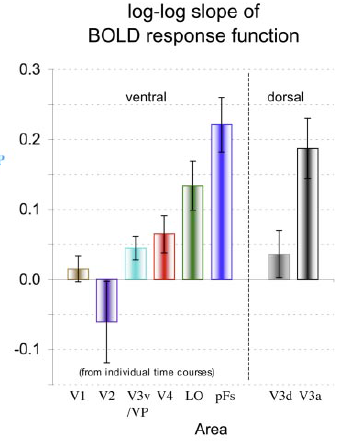 log-log slope of
BOLD response function
0.3
ventral
dorsal
0.2
0.1
0.0
-0.1
(from individual time courses)
V1 V2 V3v V4 LO pFs V3d V3a
/VP
Area